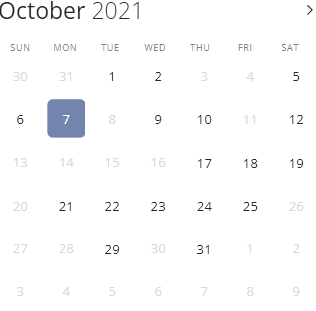 October 2021
SUN MON TUE WED THU FRI SAT
30 31 1 2 3 4 5
6 7 8 9 10 11 12
13 14 15 16 17 18 19
20 21 22 23 24 25 26
27 28 29 30 31 1 2
3 4 5 6 7 8 9